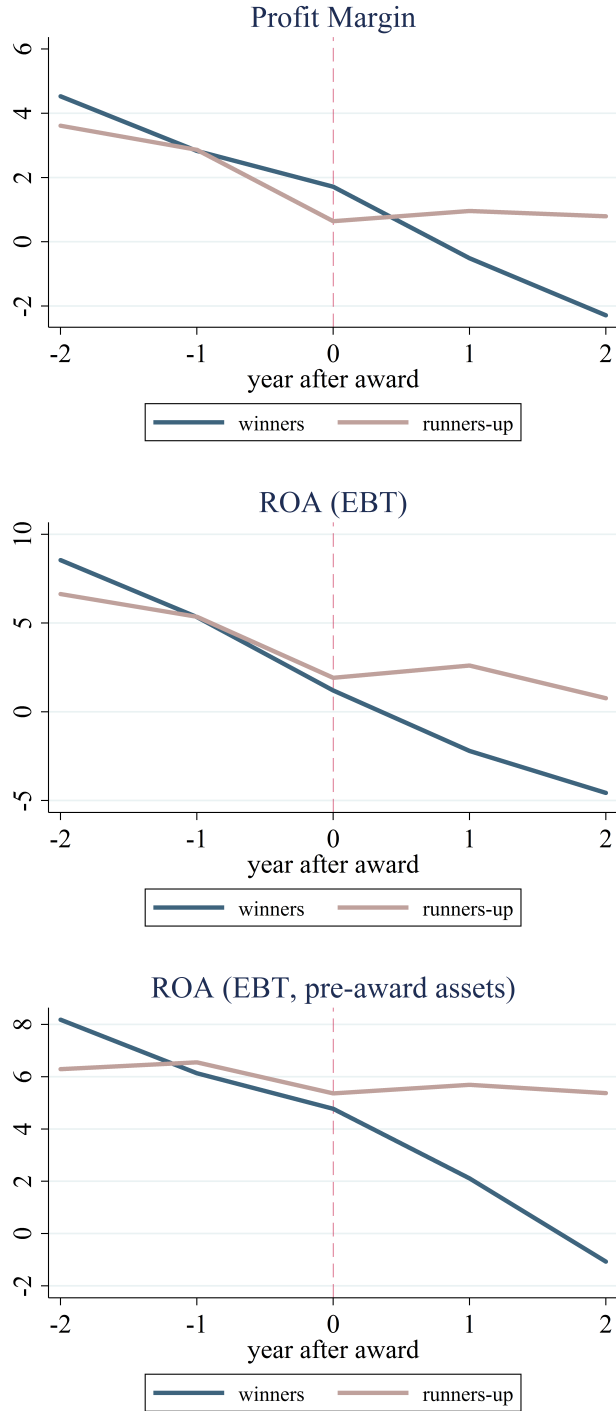 Profit Margin
6
4
2
0
-2
-2 -1 0 1 2
year after award
winners runners-up
ROA (EBT)
10
5
0
-5
-2 -1 0 1 2
year after award
winners runners-up
ROA (EBT, pre-award assets)
8
6
4
2
0
-2
-2 -1 0 1 2
year after award
winners runners-up